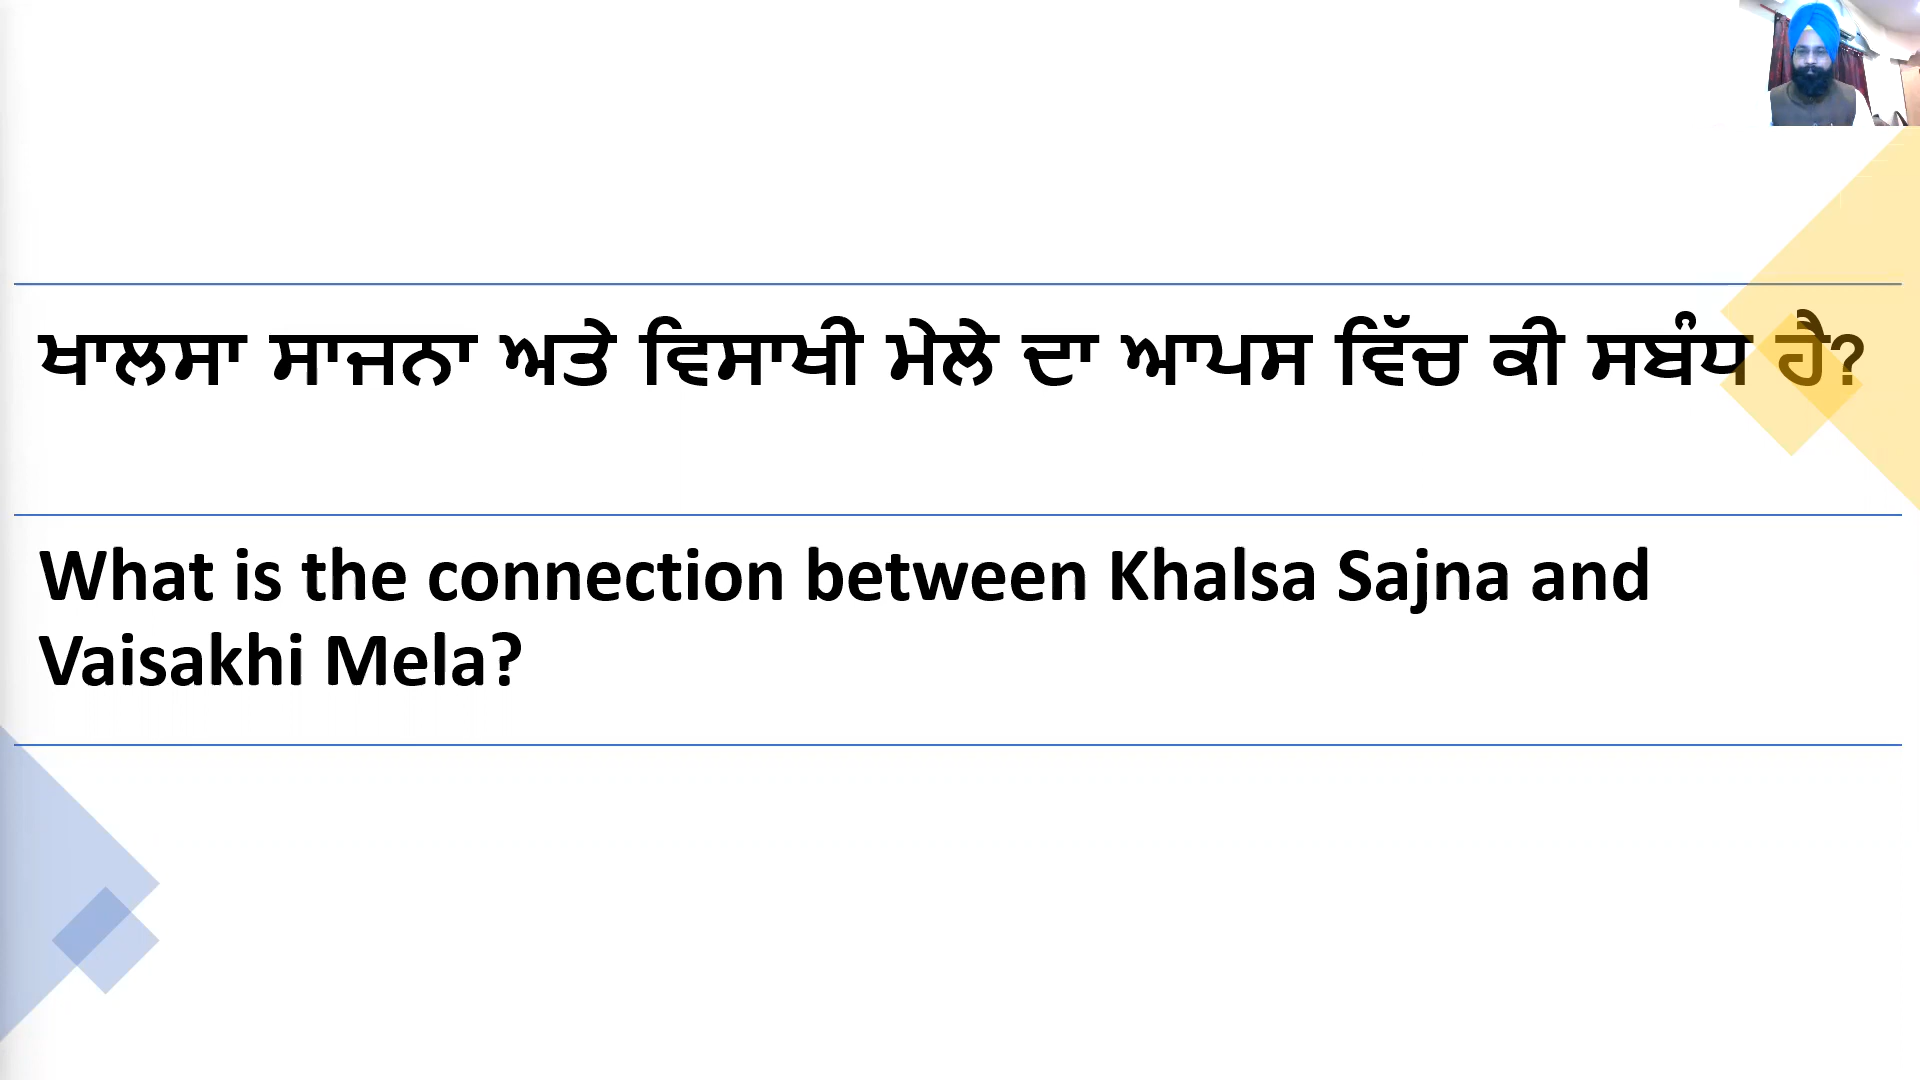 ਖਾਲਸਾ ਸਾਜਨਾ ਅਤੇ ਵਿਸਾਖੀ ਮੇਲੇ ਦਾ ਆਪਸ ਵਿੱਚ ਕੀ ਸਬੰਧ ਹੈ?
What is the connection between Khalsa Sajna and
Vaisakhi Mela?